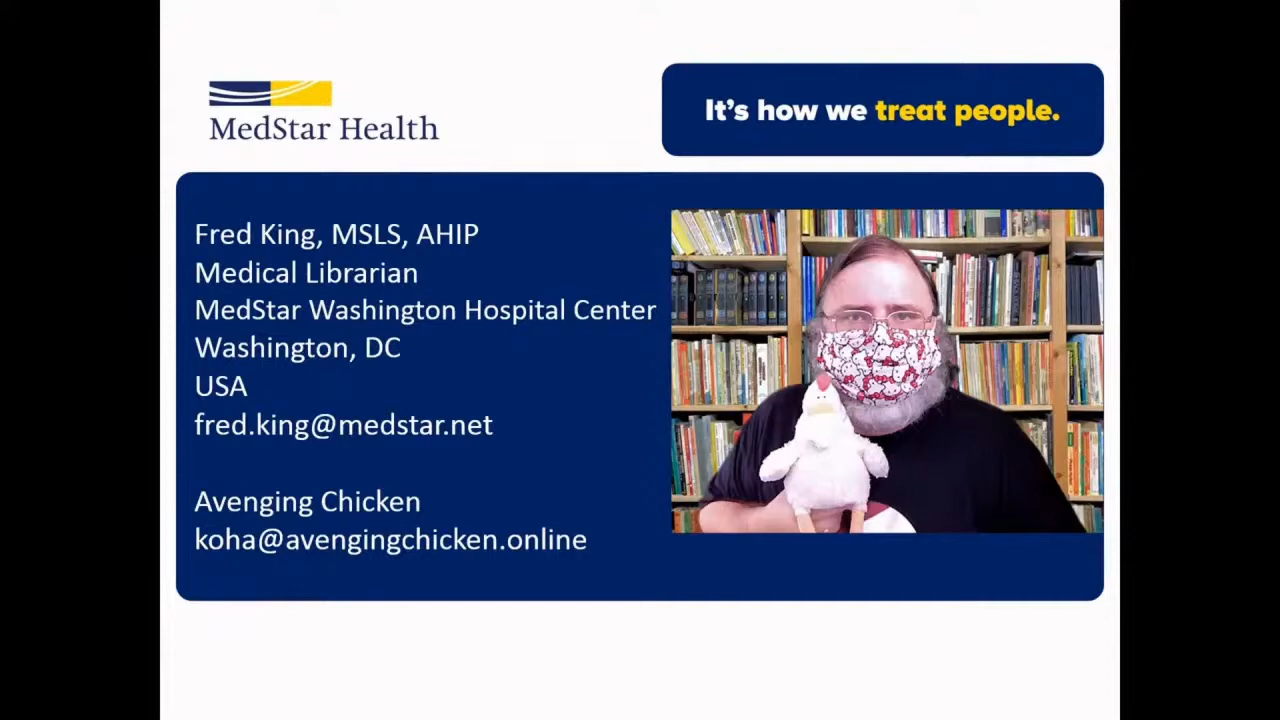 MedStar Health
It's how we treat people.
Fred King, MSLS, AHIP
Medical Librarian
MedStar Washington Hospital Center
Washington, DC
USA
fred.king@medstar.net
Avenging Chicken
koha@avengingchicken.online